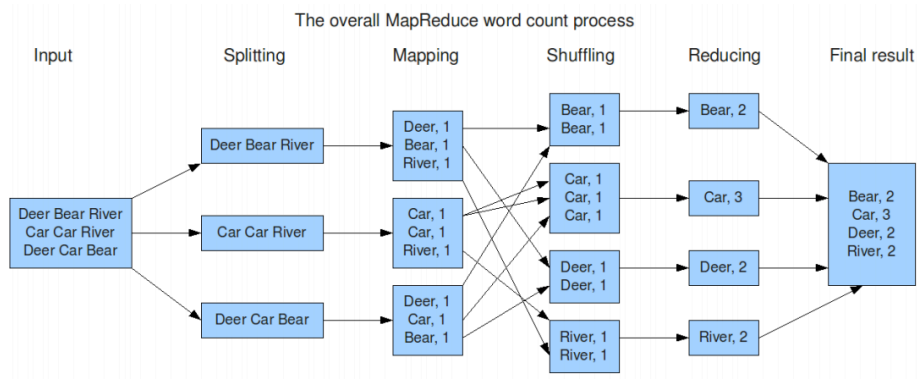 The overall MapReduce word count process
Input
Splitting
Mapping
Shuffling
Reducing
Final result
Deer Bear River
Car Car River
Deer Car Bear
Deer Bear River
Car Car River
Deer Car Bear
Deer, 1
Bear, 1
River, 1
Car, 1
Car, 1
River, 1
Deer, 1
Car, 1
Bear, 1
Bear, 1
Bear, 1
Car, 1
Car, 1
Car, 1
Deer, 1
Deer, 1
River, 1
River, 1
Bear, 2
Car, 3
Deer, 2
River, 2
Bear, 2
Car, 3
Deer, 2
River, 2